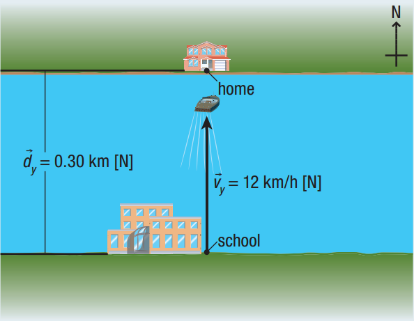 N
home
d⃗y = 0.30 km [N]
v⃗y = 12 km/h [N]
school